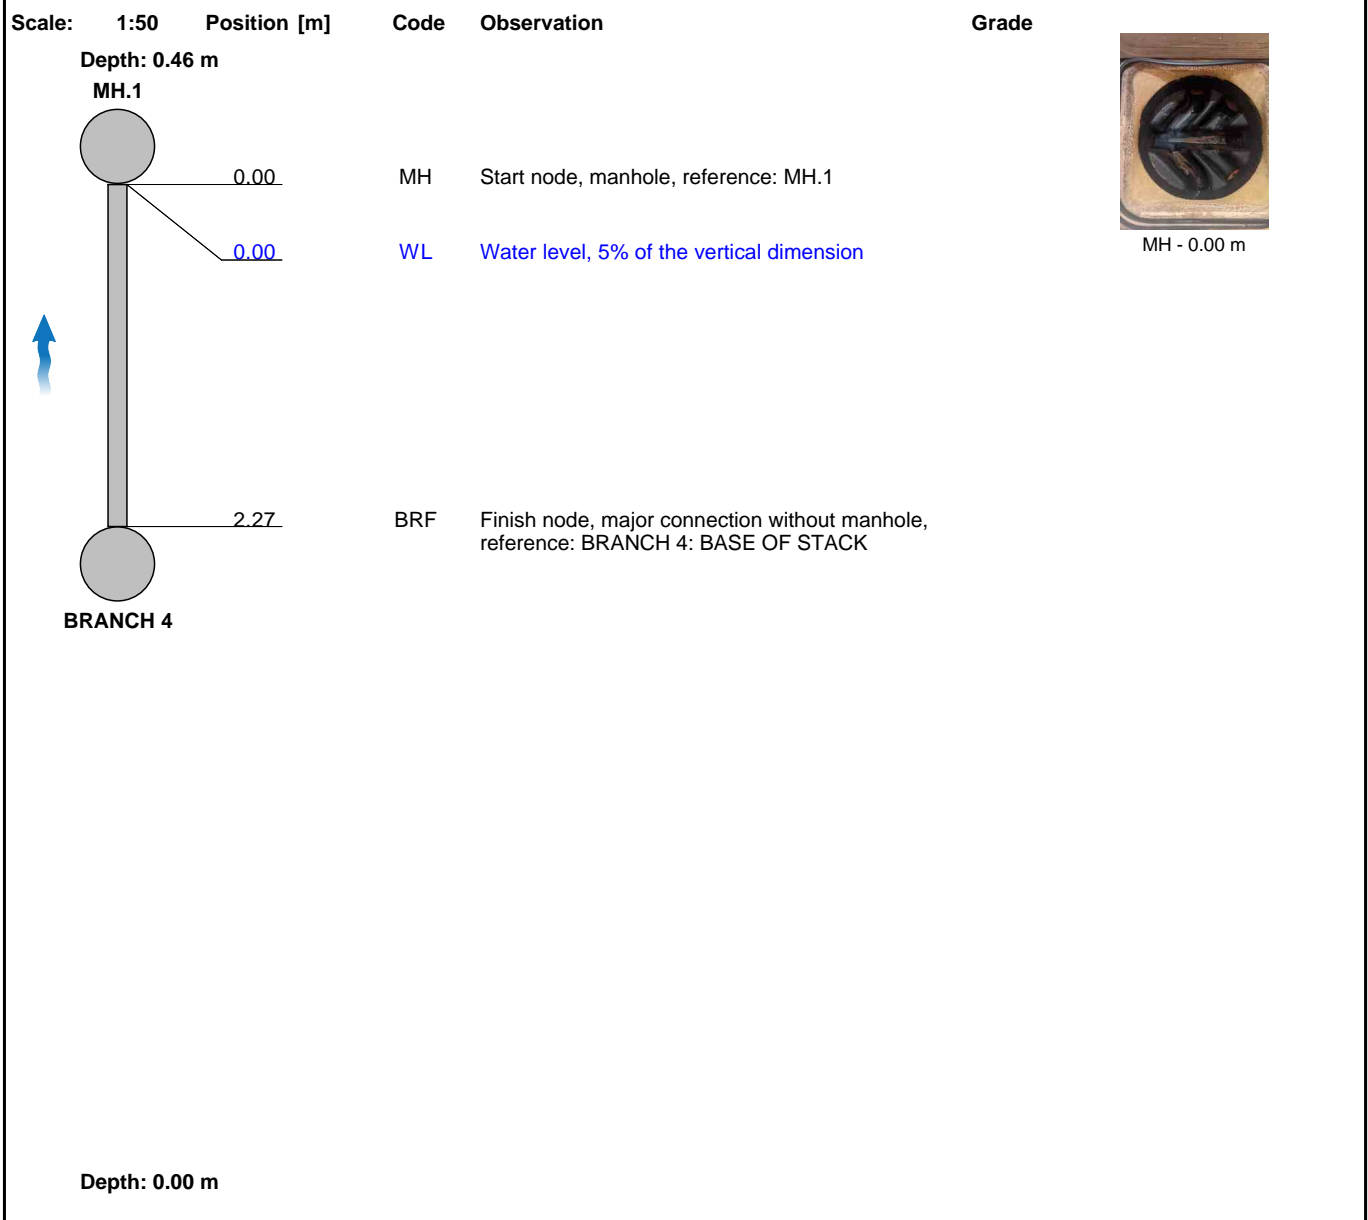 Scale: 1:50 Position [m] Code Observation Grade
Depth: 0.46 m
MH.1
0.00 MH Start node, manhole, reference: MH.1
0.00 WL Water level, 5% of the vertical dimension
MH - 0.00 m
2.27 BRF Finish node, major connection without manhole,
reference: BRANCH 4: BASE OF STACK
BRANCH 4
Depth: 0.00 m